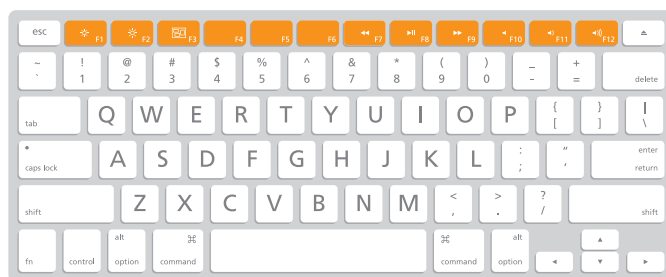 esc F1 F2 F3 F4 F5 F6 F7 F8 F9 F10 F11 F12
~ ! @ # $ % ^ & * ( ) _ +
` 1 2 3 4 5 6 7 8 9 0 - = delete
tab Q W E R T Y U I O P { [ } ] | \
caps lock A S D F G H J K L : ; " ' enter return
shift Z X C V B N M < , > . ? / shift
fn control alt option ⌘ command ⌘ command alt option